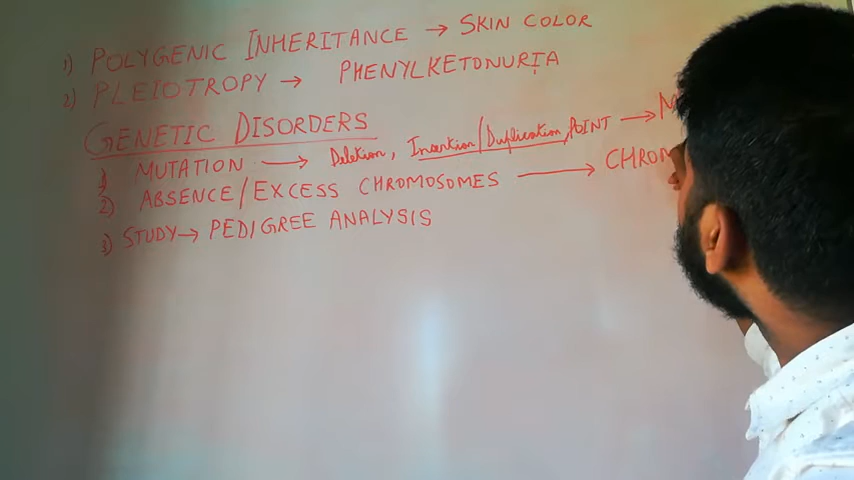 1) POLYGENIC INHERITANCE → SKIN COLOR
2) PLEIOTROPY → PHENYLKETONURIA
GENETIC DISORDERS
1) MUTATION → Deletion, Insertion/Duplication, POINT →
2) ABSENCE/EXCESS CHROMOSOMES → CHROM
3) STUDY → PEDIGREE ANALYSIS